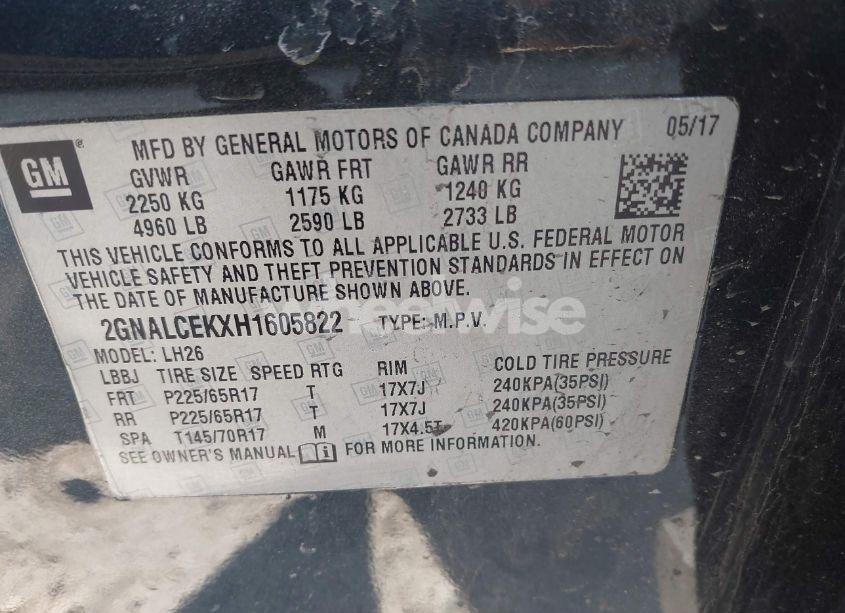 GM
MFD BY GENERAL MOTORS OF CANADA COMPANY 05/17
GVWR GAWR FRT GAWR RR
2250 KG 1175 KG 1240 KG
4960 LB 2590 LB 2733 LB
THIS VEHICLE CONFORMS TO ALL APPLICABLE U.S. FEDERAL MOTOR
VEHICLE SAFETY AND THEFT PREVENTION STANDARDS IN EFFECT ON
THE DATE OF MANUFACTURE SHOWN ABOVE.
2GNALCEKXH1605822 TYPE: M.P.V.
MODEL: LH26
LBBJ TIRE SIZE SPEED RTG RIM COLD TIRE PRESSURE
FRT P225/65R17 T 17X7J 240KPA(35PSI)
RR P225/65R17 T 17X7J 240KPA(35PSI)
SPA T145/70R17 M 17X4.5T 420KPA(60PSI)
SEE OWNER'S MANUAL FOR MORE INFORMATION.